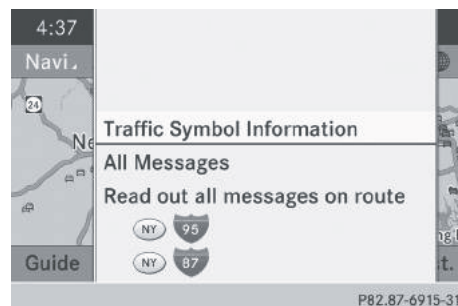 4:37
Navi
24
Ne
Traffic Symbol Information
All Messages
Read out all messages on route
NY 95
NY 87
Guide
t.
P82.87-6915-31